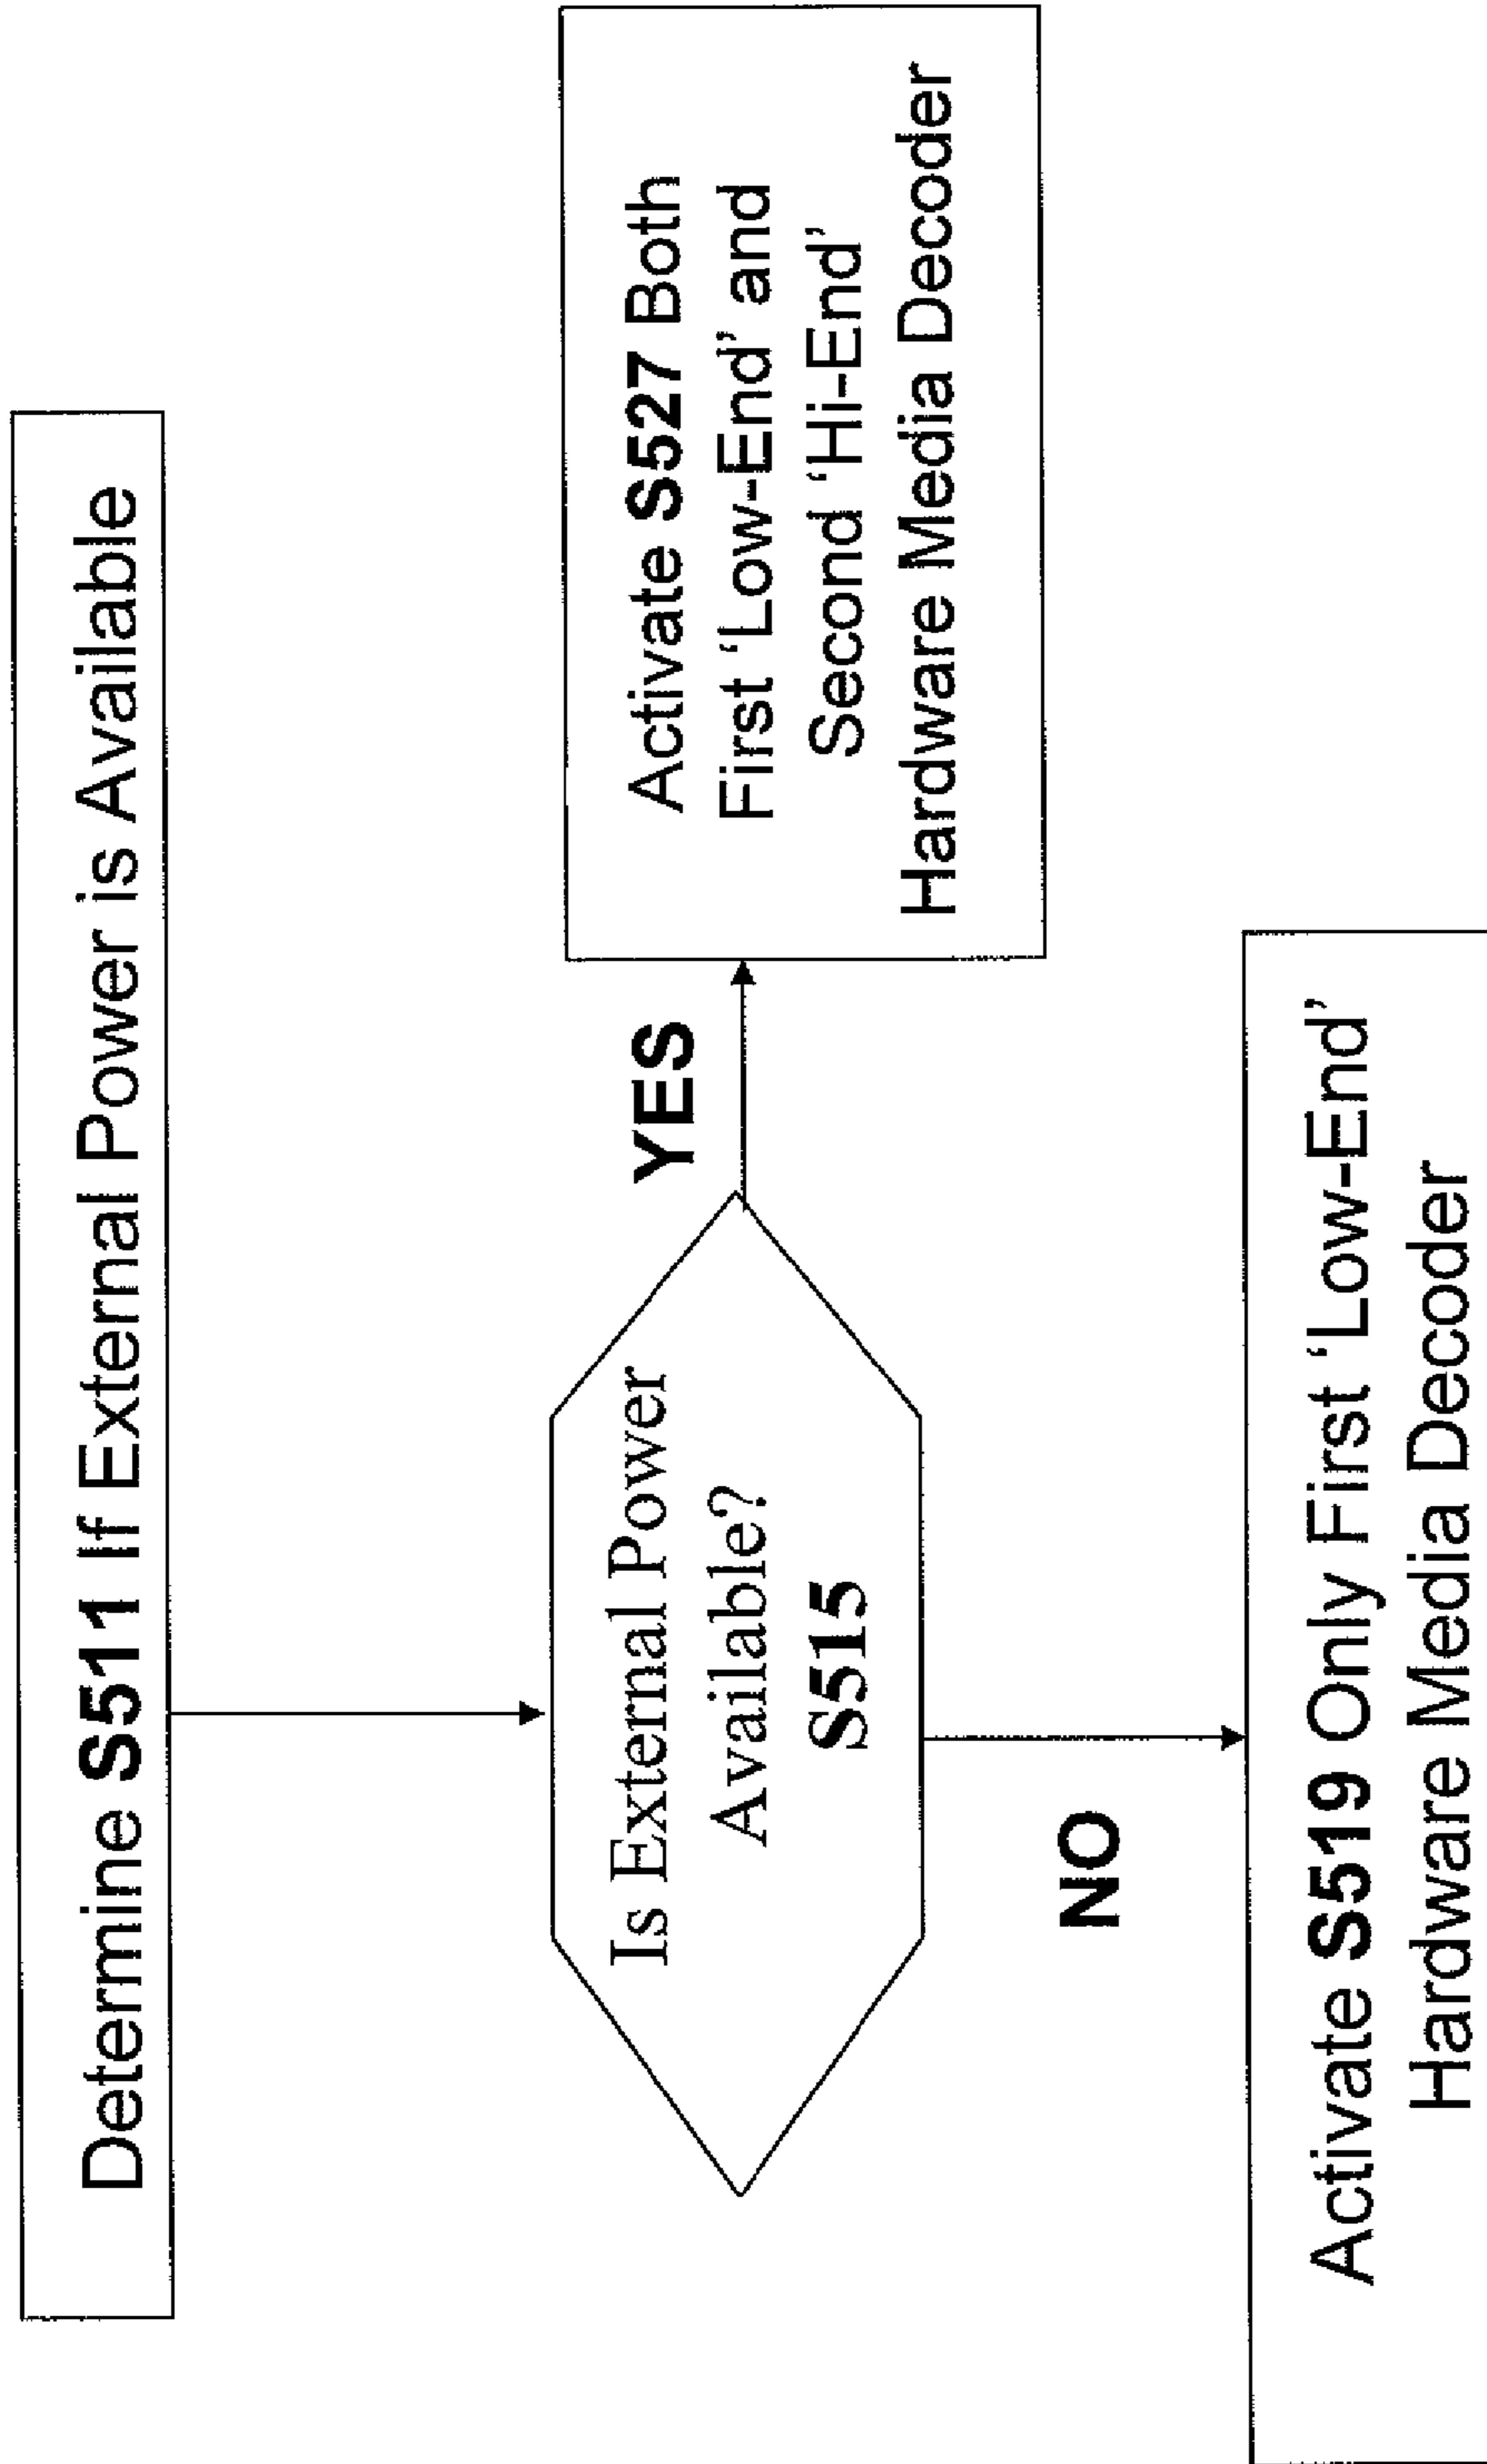 Determine S511 If External Power is Available
Is External Power
Available?
S515
YES
Activate S527 Both
First ‘Low-End’ and
Second ‘Hi-End’
Hardware Media Decoder
NO
Activate S519 Only First ‘Low-End’
Hardware Media Decoder